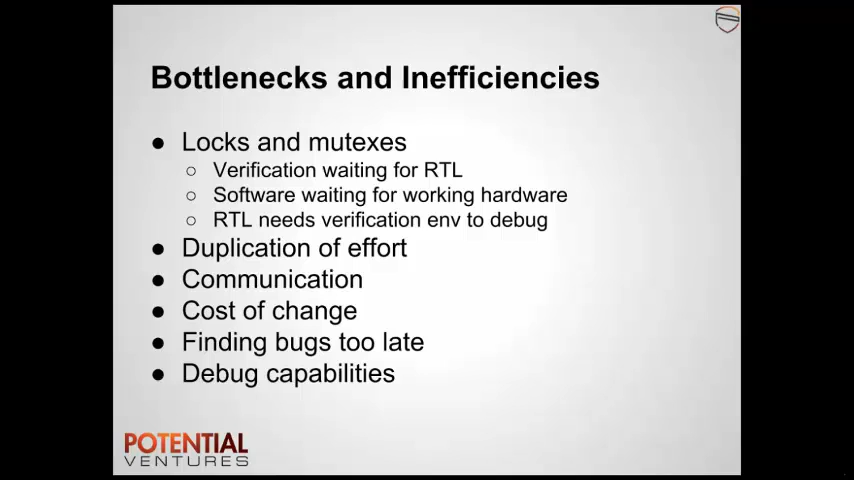 Bottlenecks and Inefficiencies
● Locks and mutexes
○ Verification waiting for RTL
○ Software waiting for working hardware
○ RTL needs verification env to debug
● Duplication of effort
● Communication
● Cost of change
● Finding bugs too late
● Debug capabilities
POTENTIAL
VENTURES